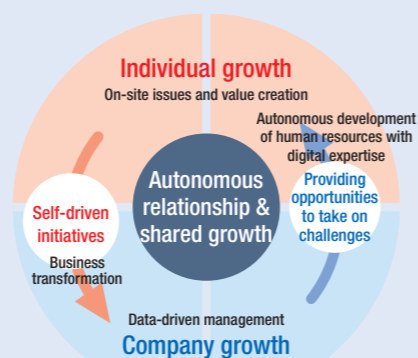 Individual growth
On-site issues and value creation
Autonomous development
of human resources with
digital expertise
Autonomous
relationship &
shared growth
Providing
opportunities
to take on
challenges
Self-driven
initiatives
Business
transformation
Data-driven management
Company growth